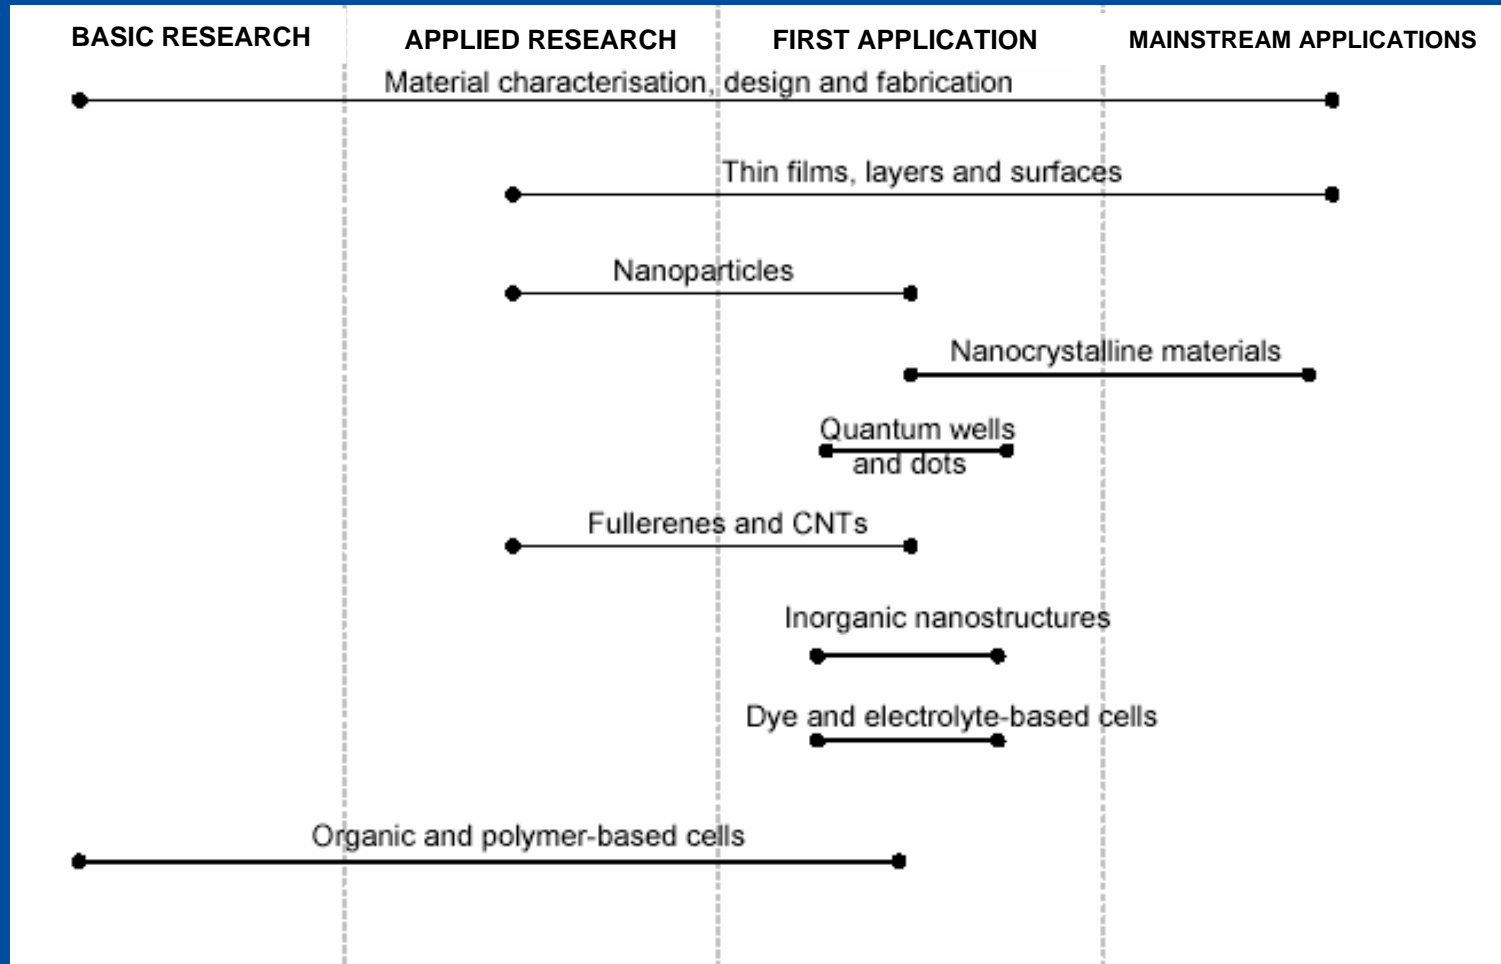 BASIC RESEARCH
APPLIED RESEARCH
FIRST APPLICATION
MAINSTREAM APPLICATIONS
Material characterisation, design and fabrication
Thin films, layers and surfaces
Nanoparticles
Nanocrystalline materials
Quantum wells
and dots
Fullerenes and CNTs
Inorganic nanostructures
Dye and electrolyte-based cells
Organic and polymer-based cells